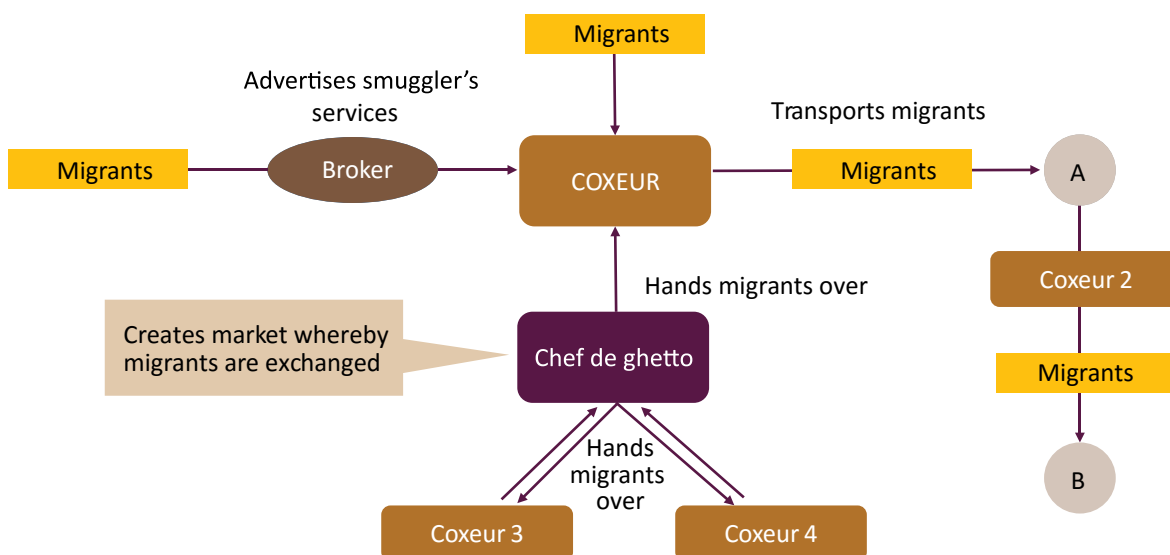 Migrants
Advertises smuggler’s
services
Transports migrants
Migrants
Broker
COXEUR
Migrants
A
Hands migrants over
Coxeur 2
Creates market whereby
migrants are exchanged
Chef de ghetto
Migrants
Hands
migrants
over
B
Coxeur 3
Coxeur 4